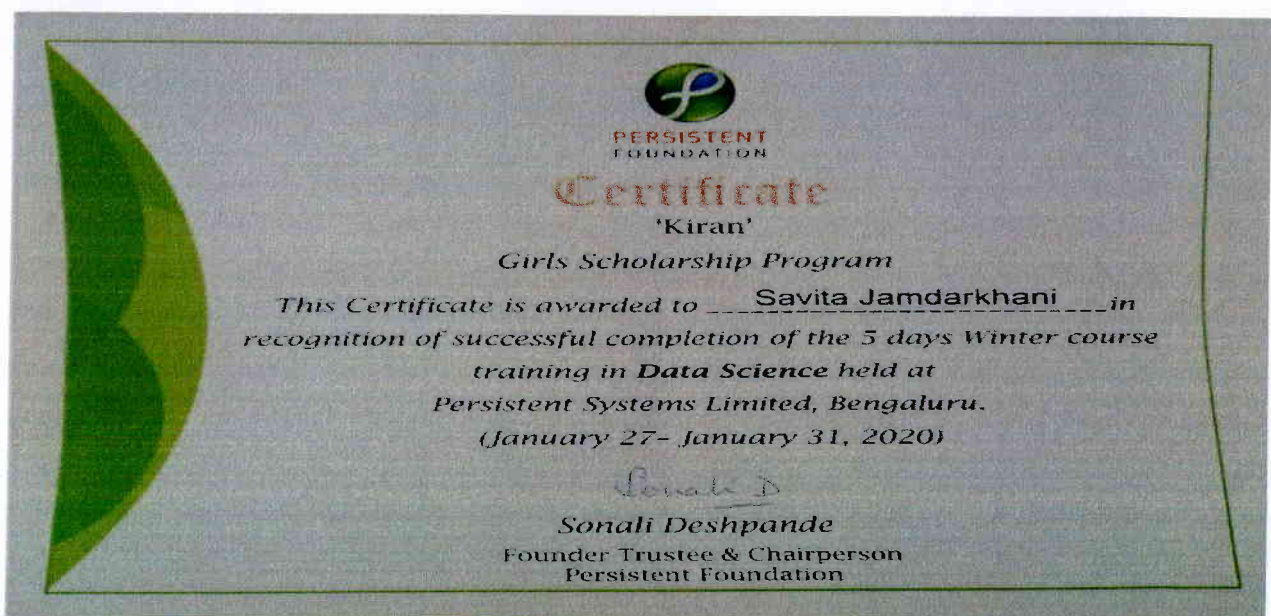 PERSISTENT
FOUNDATION
Certificate
'Kiran'
Girls Scholarship Program
This Certificate is awarded to Savita Jamdarkhani in
recognition of successful completion of the 5 days Winter course
training in Data Science held at
Persistent Systems Limited, Bengaluru.
(January 27– January 31, 2020)
Sonali D
Sonali Deshpande
Founder Trustee & Chairperson
Persistent Foundation